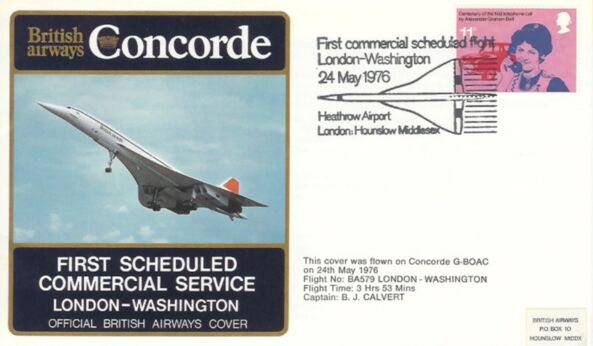 British
airways
Concorde
FIRST SCHEDULED
COMMERCIAL SERVICE
LONDON-WASHINGTON
OFFICIAL BRITISH AIRWAYS COVER
First commercial scheduled flight
London-Washington
24 May 1976
Heathrow Airport
London: Hounslow Middlesex
Centenary of the first telephone call
by Alexander Graham Bell
11p
This cover was flown on Concorde G-BOAC
on 24th May 1976
Flight No: BA579 LONDON - WASHINGTON
Flight Time: 3 Hrs 53 Mins
Captain: B. J. CALVERT
BRITISH AIRWAYS
P.O. BOX 10
HOUNSLOW MIDDX